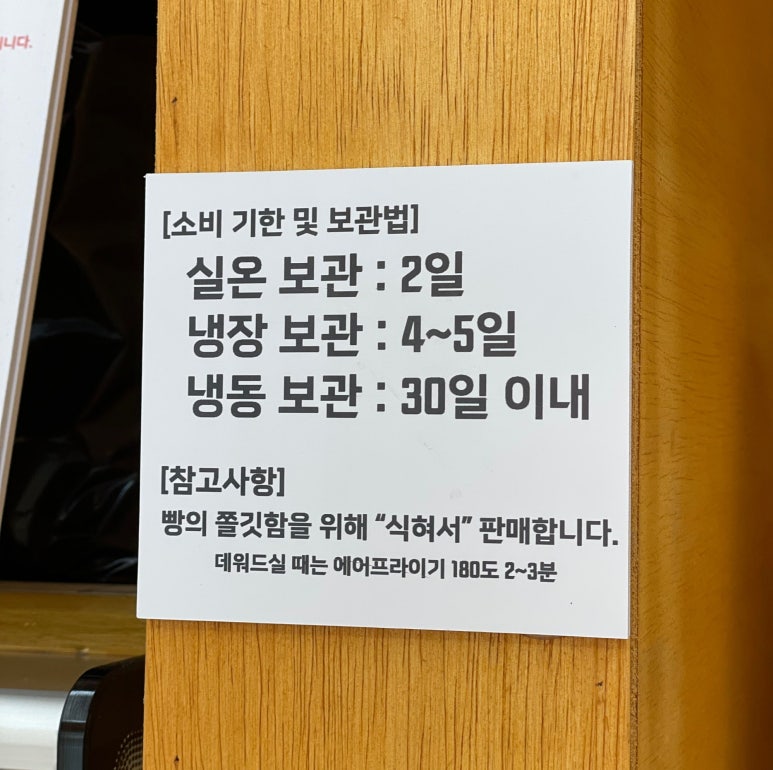 [소비 기한 및 보관법]
실온 보관 : 2일
냉장 보관 : 4~5일
냉동 보관 : 30일 이내
[참고사항]
빵의 쫄깃함을 위해 “식혀서” 판매합니다.
데워드실 때는 에어프라이기 180도 2~3분